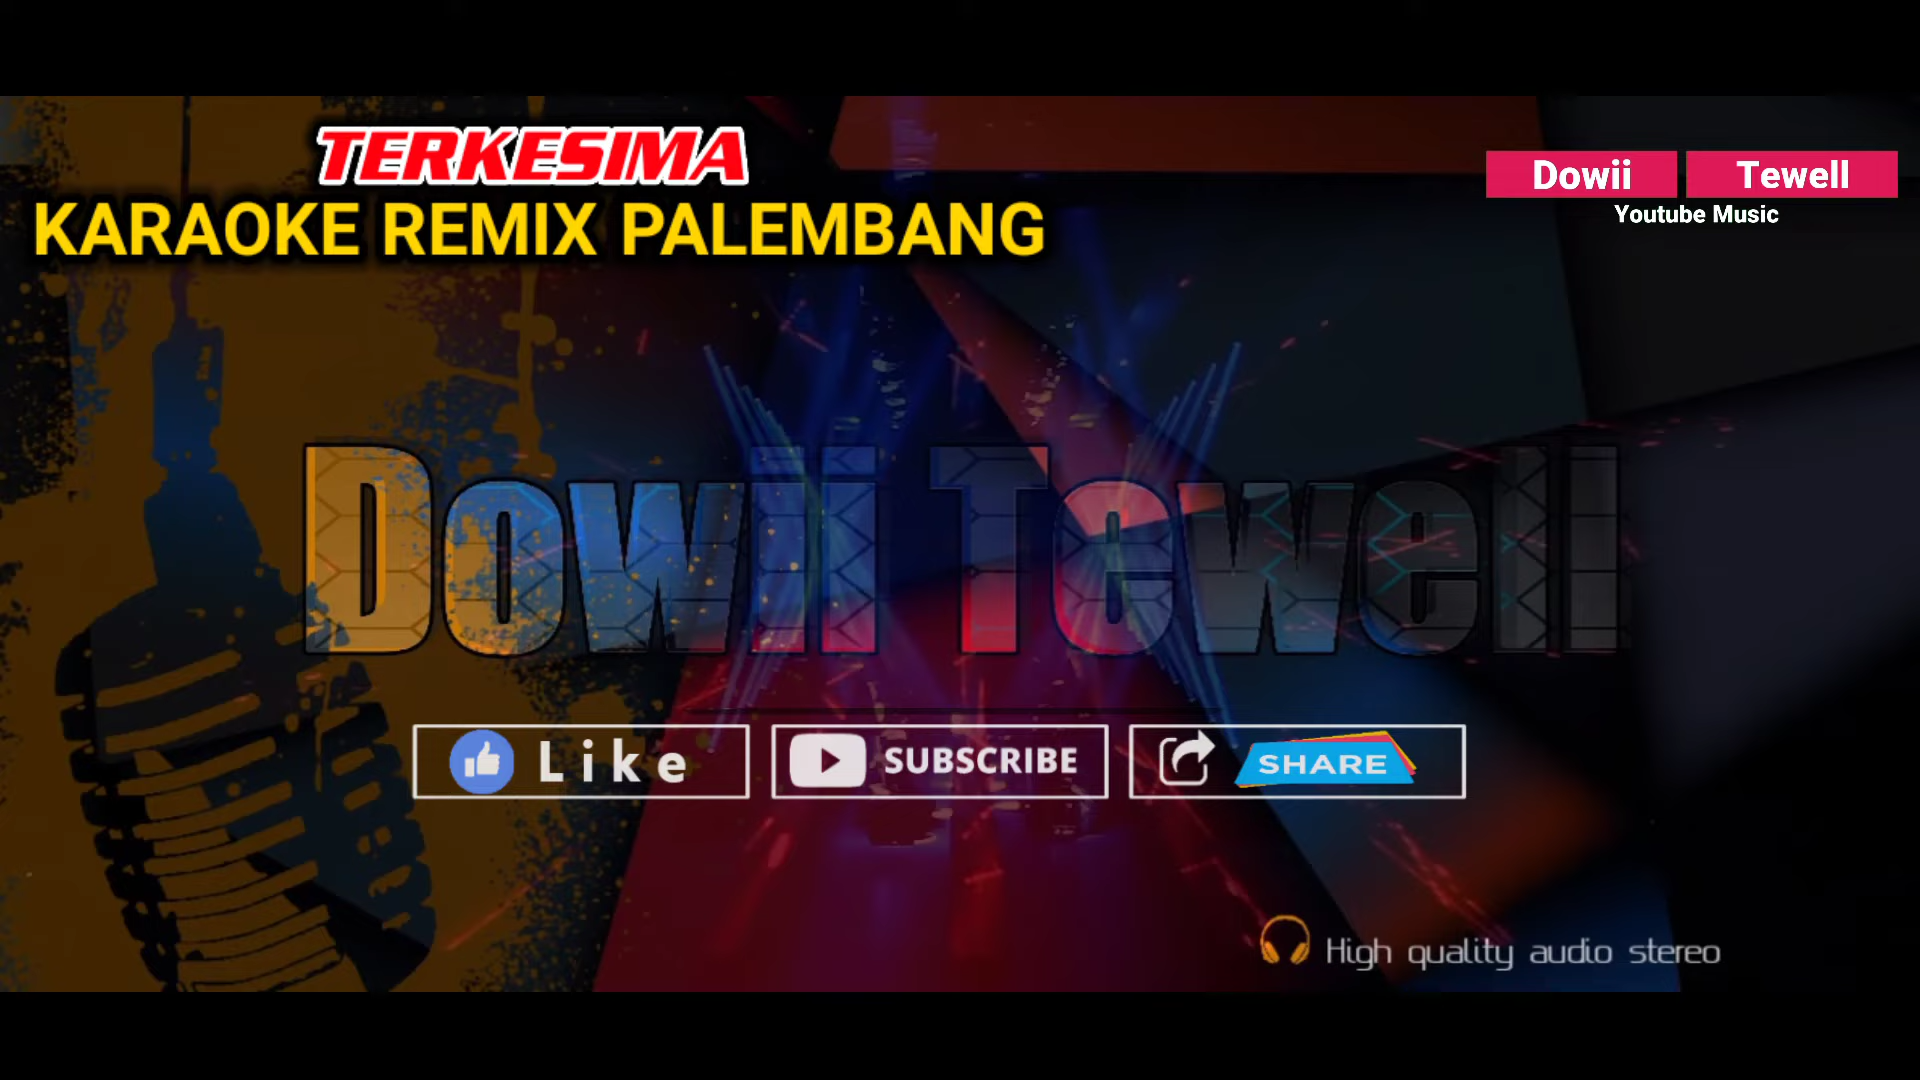 TERKESIMA
KARAOKE REMIX PALEMBANG
Dowii Tewell
Youtube Music
Dowii Tewell
Like
SUBSCRIBE
SHARE
High quality audio stereo